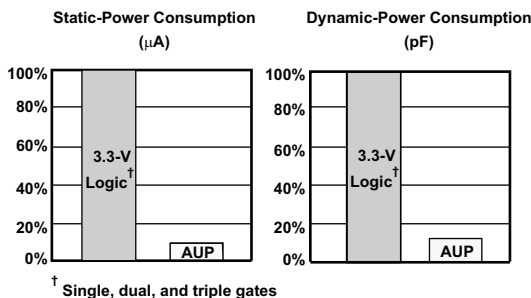 Static-Power Consumption
(μA)
100%
80%
60%
40%
20%
0%
3.3-V
Logic†
AUP
Dynamic-Power Consumption
(pF)
100%
80%
60%
40%
20%
0%
3.3-V
Logic†
AUP
† Single, dual, and triple gates